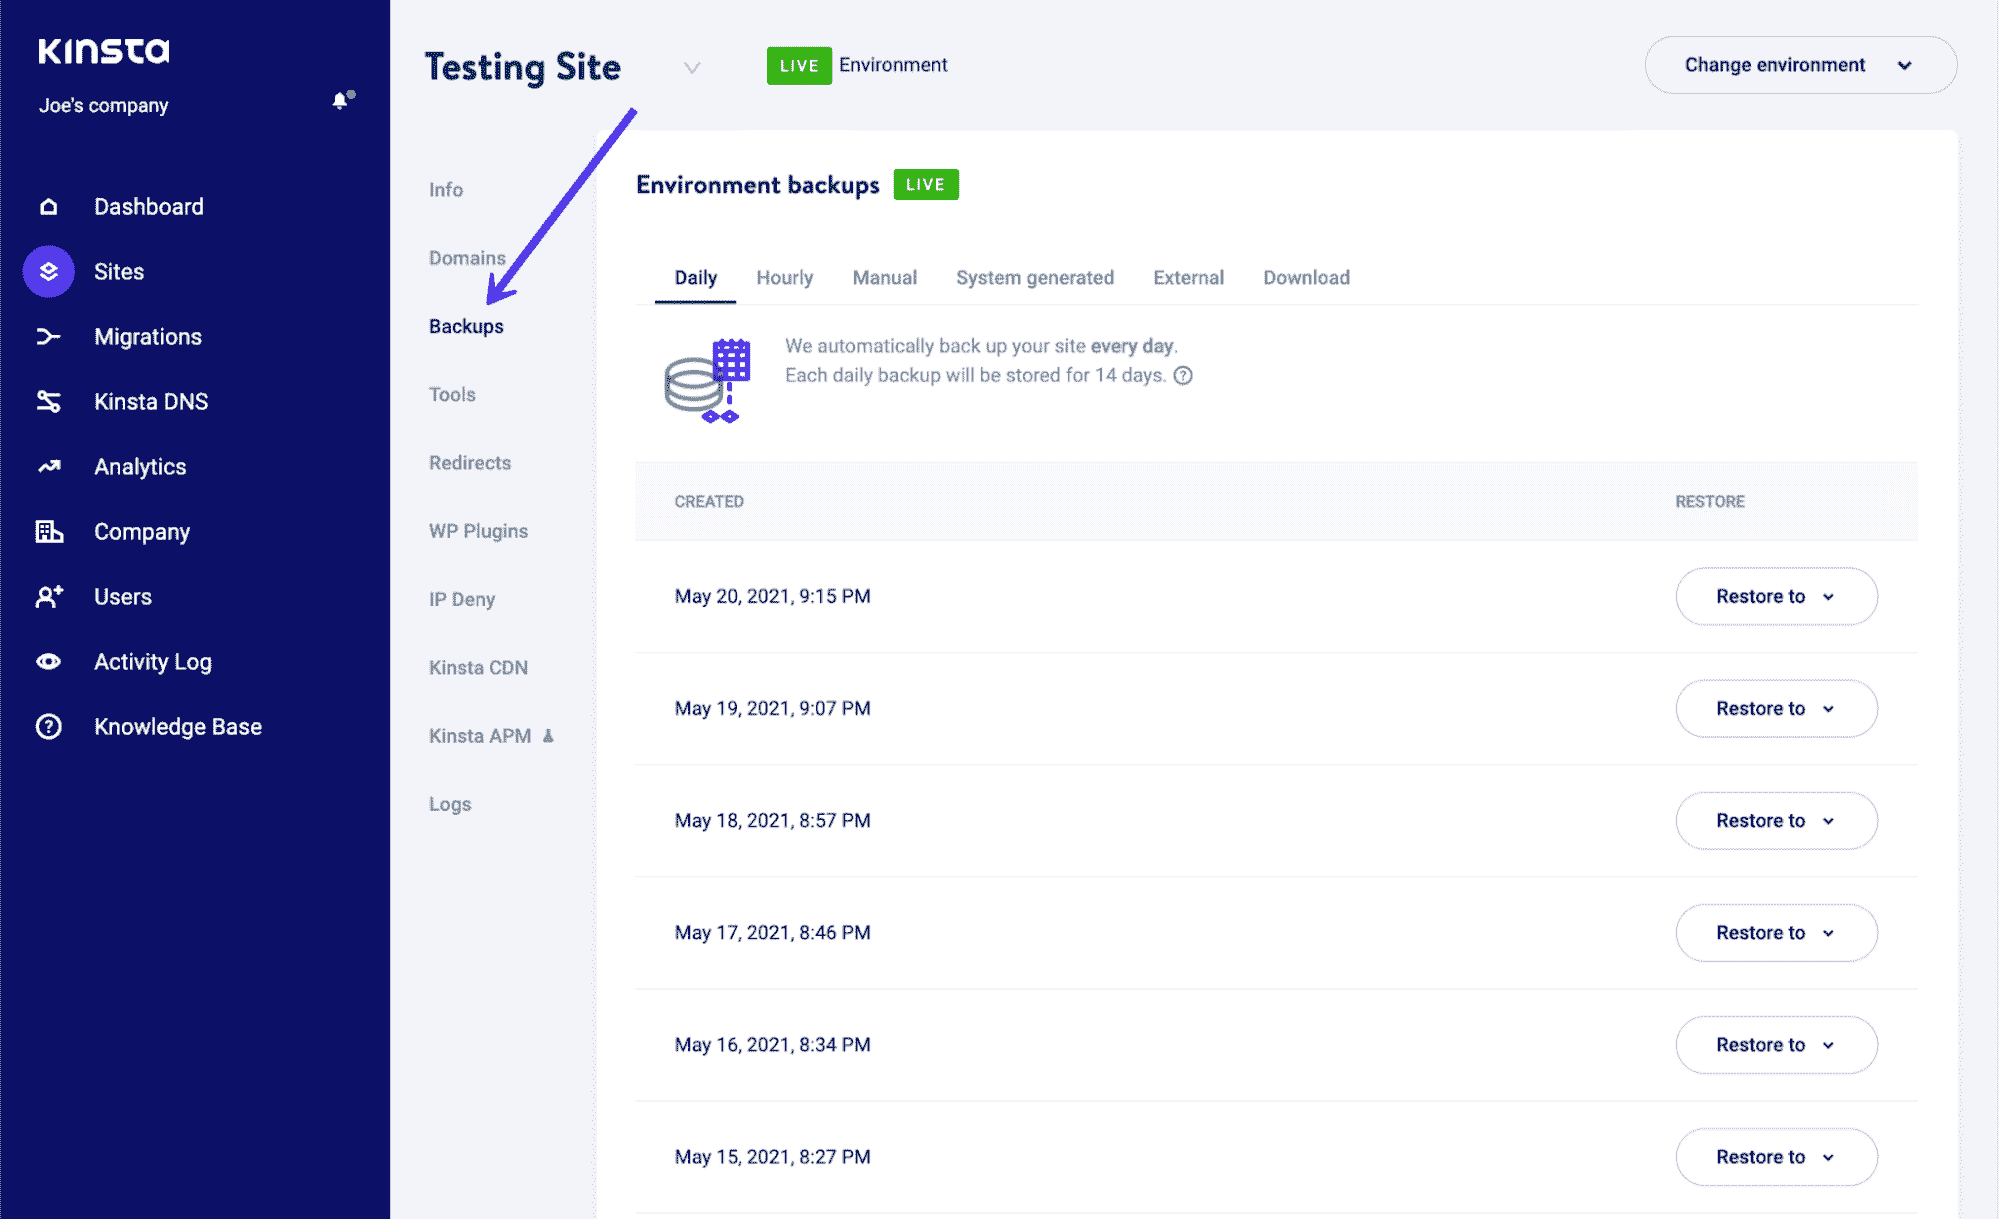 Kinsta
Joe's company
Dashboard
Sites
Migrations
Kinsta DNS
Analytics
Company
Users
Activity Log
Knowledge Base
Testing Site
LIVE Environment
Change environment
Info
Domains
Backups
Tools
Redirects
WP Plugins
IP Deny
Kinsta CDN
Kinsta APM
Logs
Environment backups LIVE
Daily Hourly Manual System generated External Download
We automatically back up your site every day.
Each daily backup will be stored for 14 days.
CREATED RESTORE
May 20, 2021, 9:15 PM Restore to
May 19, 2021, 9:07 PM Restore to
May 18, 2021, 8:57 PM Restore to
May 17, 2021, 8:46 PM Restore to
May 16, 2021, 8:34 PM Restore to
May 15, 2021, 8:27 PM Restore to